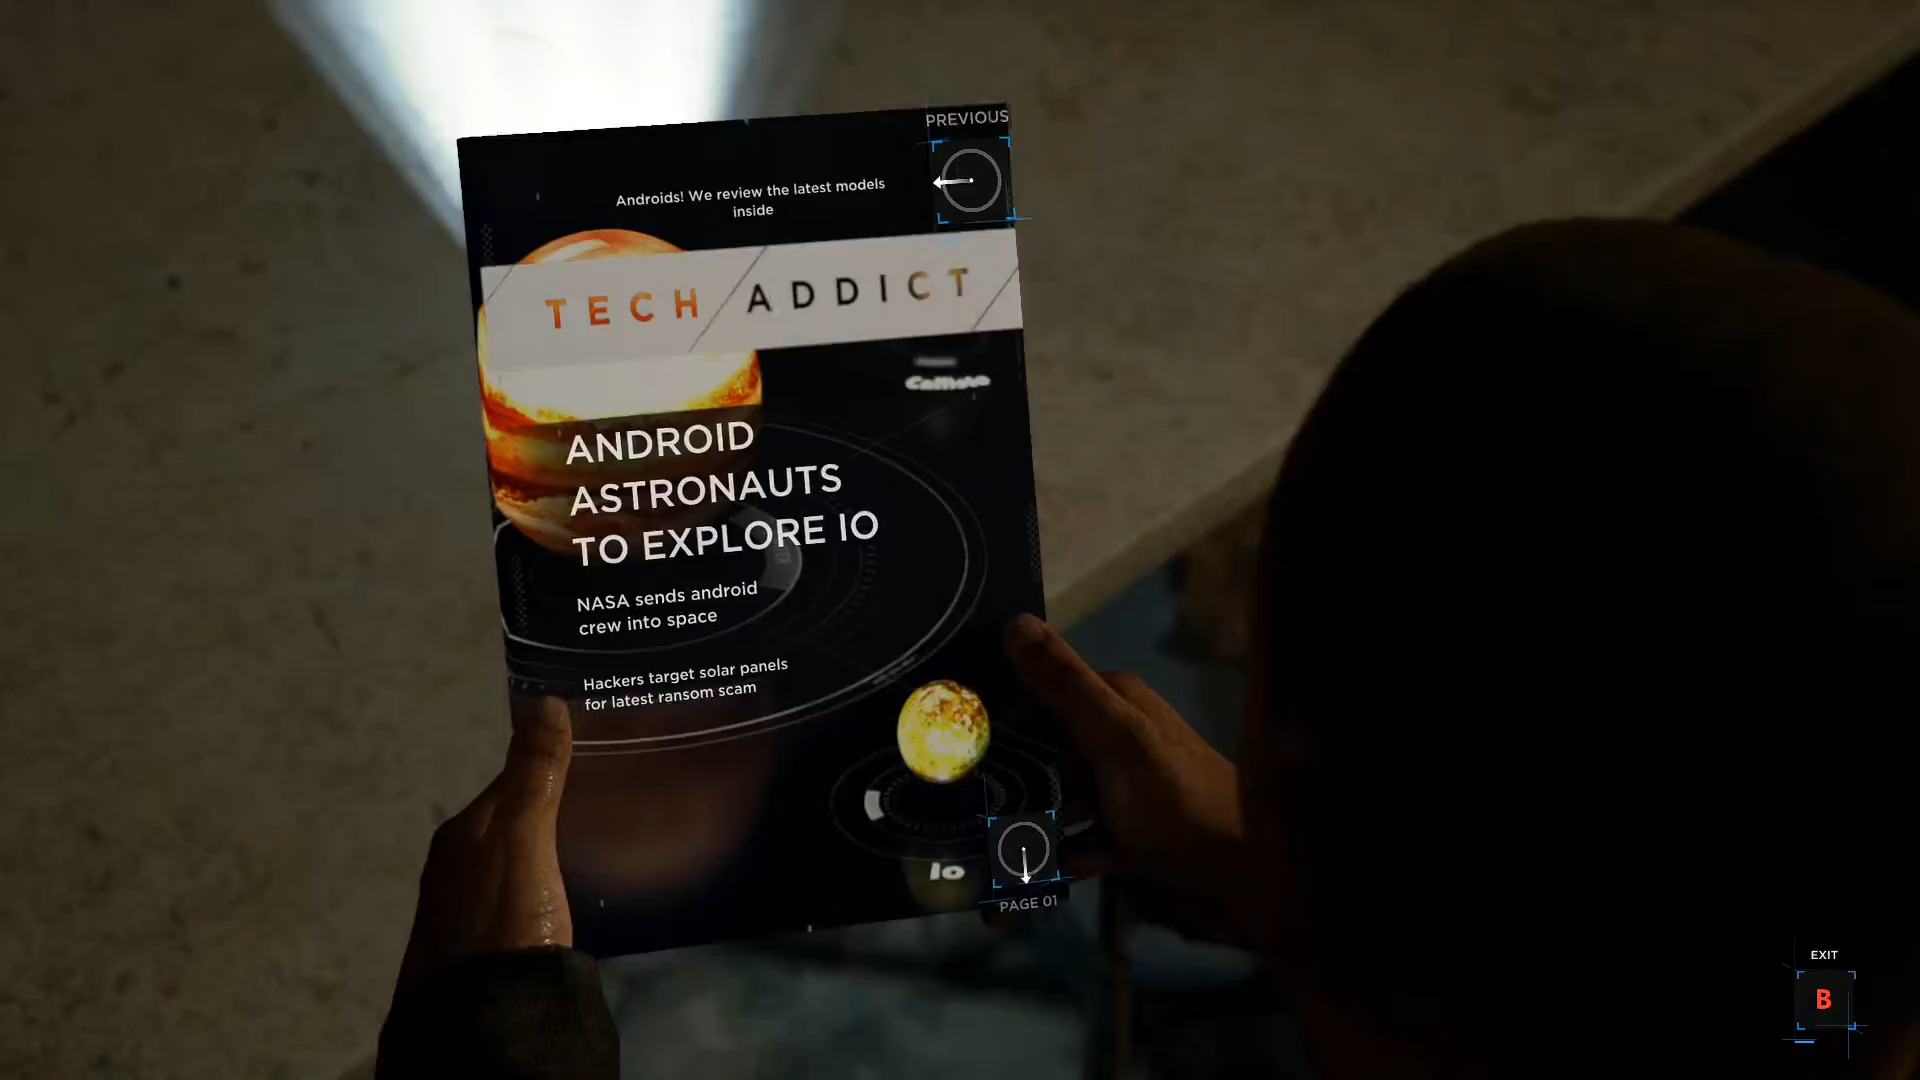 PREVIOUS
Androids! We review the latest models
inside
TECH ADDICT
Callisto
ANDROID
ASTRONAUTS
TO EXPLORE IO
NASA sends android
crew into space
Hackers target solar panels
for latest ransom scam
Io
PAGE 01
EXIT
B